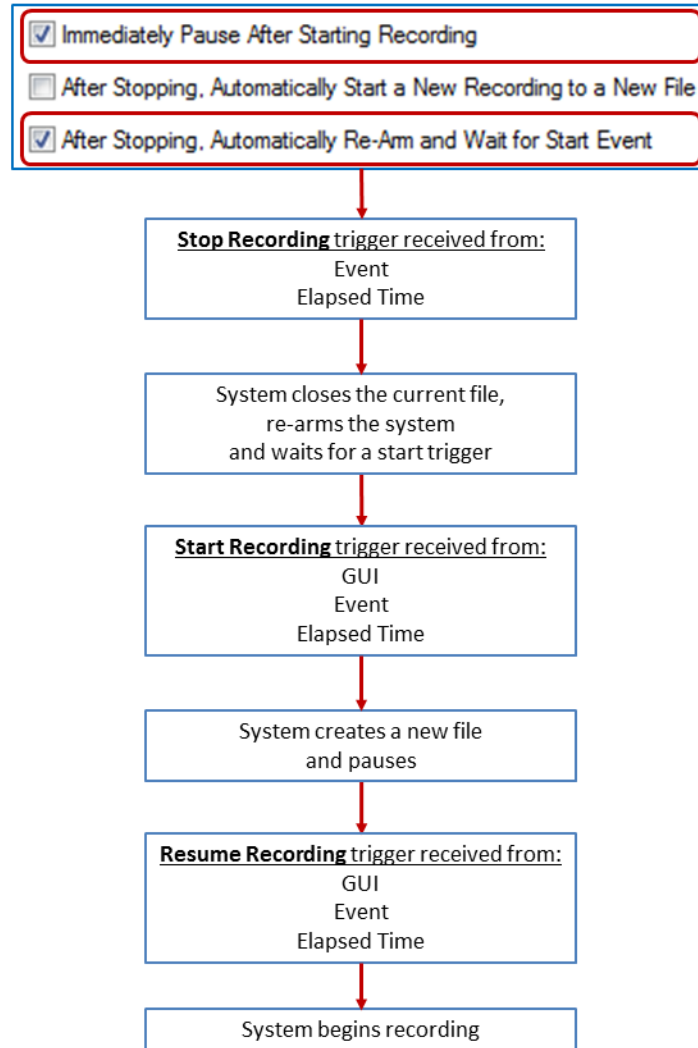 Immediately Pause After Starting Recording
After Stopping, Automatically Start a New Recording to a New File
After Stopping, Automatically Re-Arm and Wait for Start Event
Stop Recording trigger received from:
Event
Elapsed Time
System closes the current file,
re-arms the system
and waits for a start trigger
Start Recording trigger received from:
GUI
Event
Elapsed Time
System creates a new file
and pauses
Resume Recording trigger received from:
GUI
Event
Elapsed Time
System begins recording